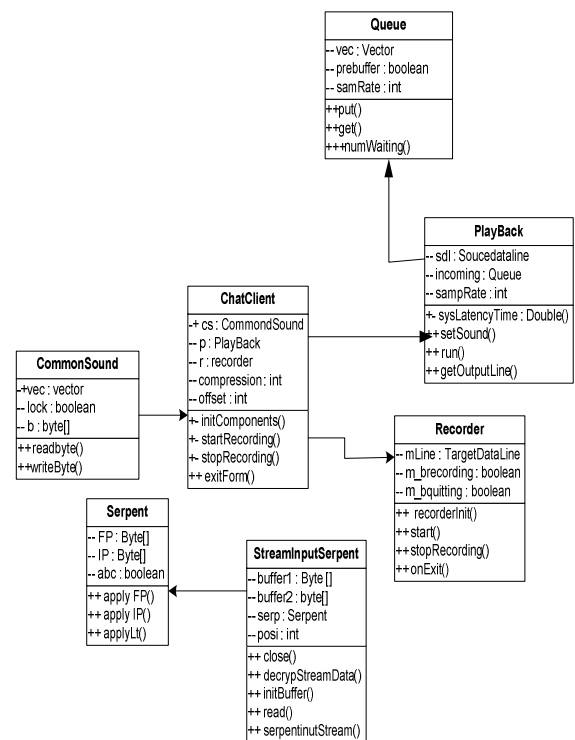 Queue
-- vec : Vector
-- prebuffer : boolean
-- samRate : int
++put()
++get()
+++numWaiting()
PlayBack
-- sdl : Soucedataline
-- incoming : Queue
-- sampRate : int
+- sysLatencyTime : Double()
++setSound()
++ run()
++ getOutputLine()
ChatClient
-+ cs : CommondSound
-- p : PlayBack
-- r : recorder
-- compression : int
-- offset : int
+- initComponents()
+- startRecording()
+- stopRecording()
++ exitForm()
CommonSound
-+vec : vector
-- lock : boolean
-- b : byte[]
++readbyte()
++writeByte()
Recorder
-- mLine : TargetDataLine
-- m_brecording : boolean
-- m_bquitting : boolean
++ recorderInit()
++start()
++stopRecording()
++onExit()
Serpent
-- FP : Byte[]
-- IP : Byte[]
-- abc : boolean
++ apply FP()
++ apply IP()
++ applyLt()
StreamInputSerpent
--buffer1 : Byte []
--buffer2 : byte[]
--serp : Serpent
--posi : int
++ close()
++ decrypStreamData()
++ initBuffer()
++ read()
++ serpentinutStream()